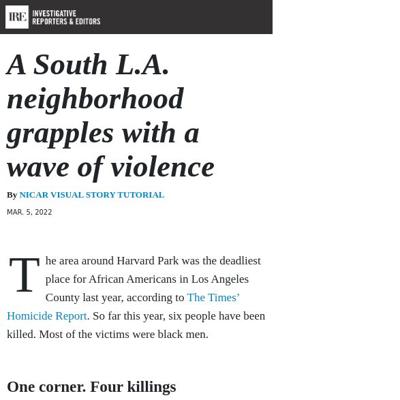 IRE
INVESTIGATIVE
REPORTERS & EDITORS
A South L.A.
neighborhood
grapples with a
wave of violence
By NICAR VISUAL STORY TUTORIAL
MAR. 5, 2022
The area around Harvard Park was the deadliest
place for African Americans in Los Angeles
County last year, according to The Times’
Homicide Report. So far this year, six people have been
killed. Most of the victims were black men.
One corner. Four killings